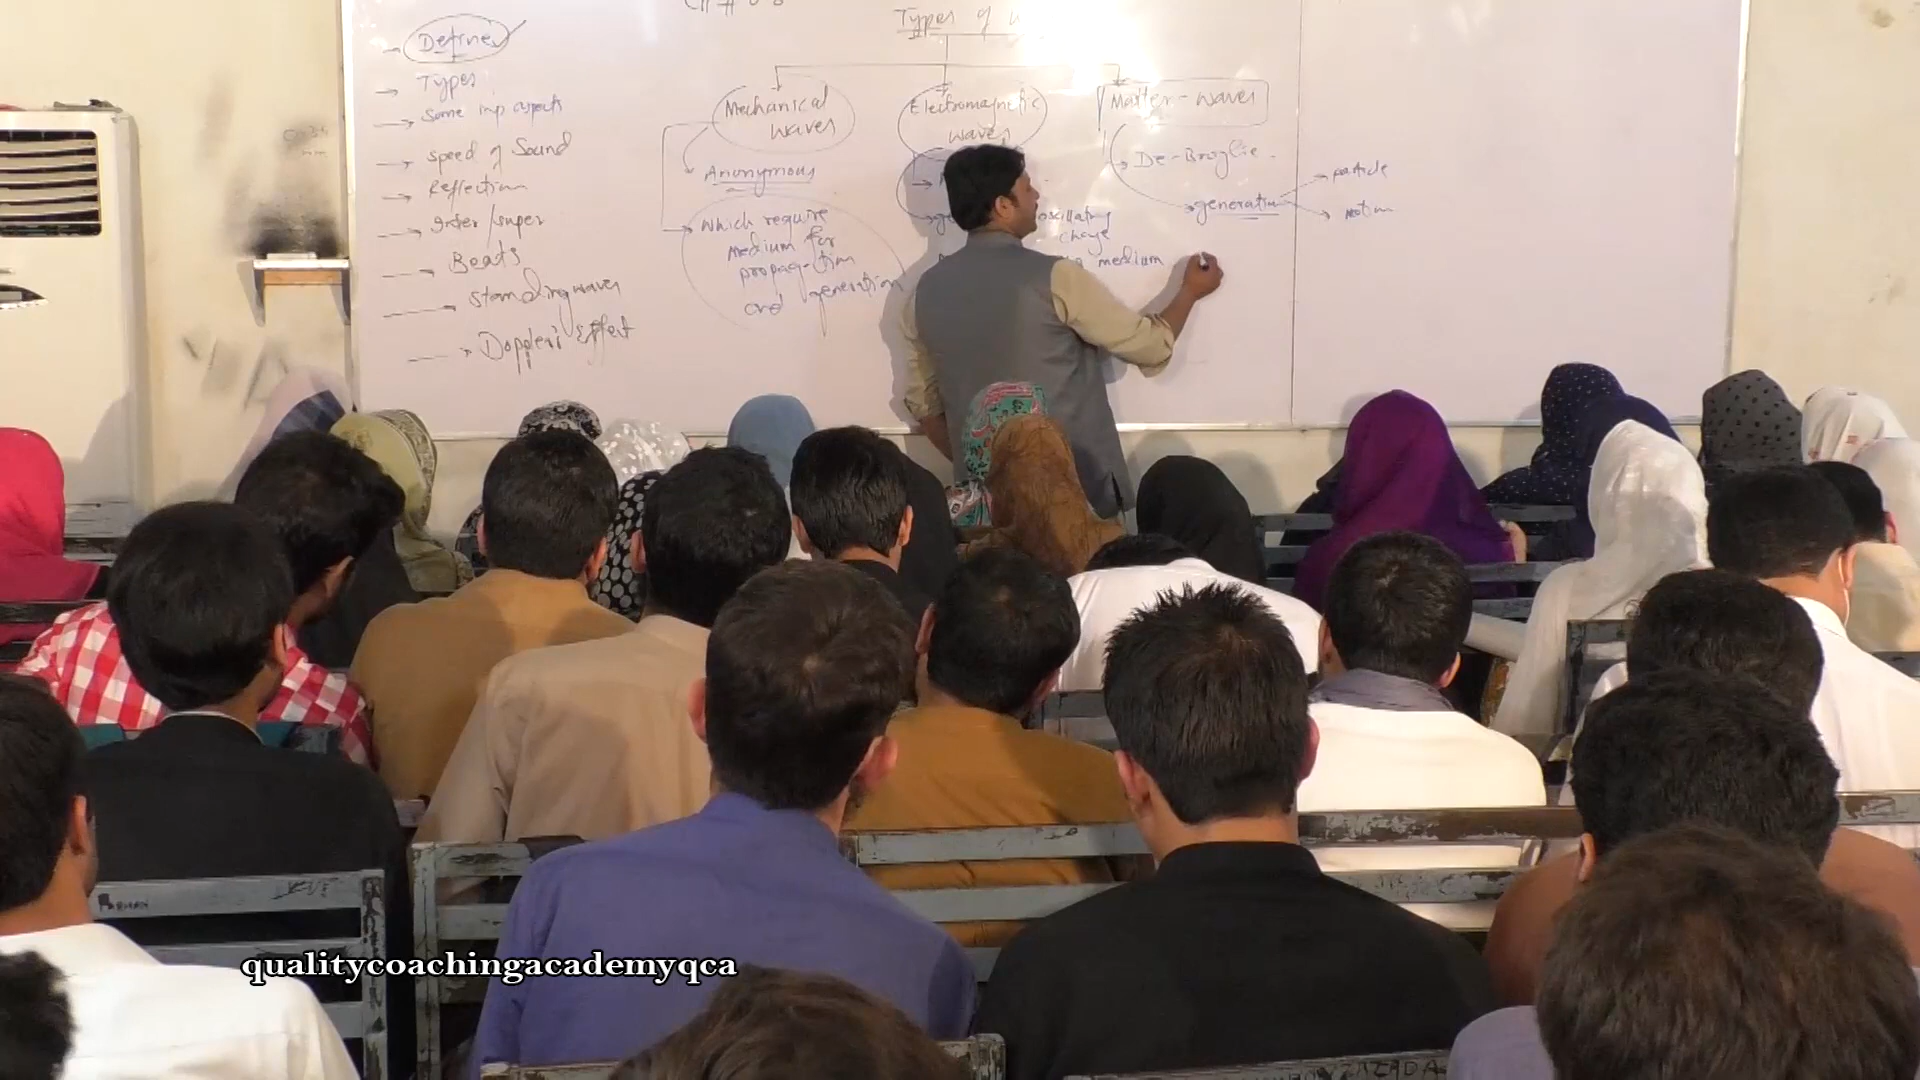 Define
Types
Some imp aspects
Speed of Sound
Reflection
Inter/super
Beats
Standing waves
Doppler's Effect
Types of
Mechanical
waves
Anonymous
Which require
medium for
propagation
and generation
Electromagnetic
waves
oscillating
charge
medium
Matter-waves
De-Broglie
generation
particle
motion
qualitycoachingacademyqca